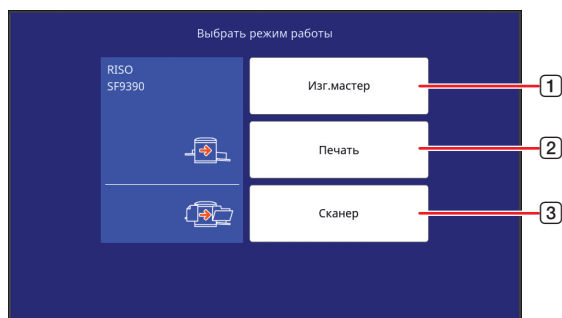 Выбрать режим работы
RISO
SF9390
Изг.мастер
1
Печать
2
Сканер
3